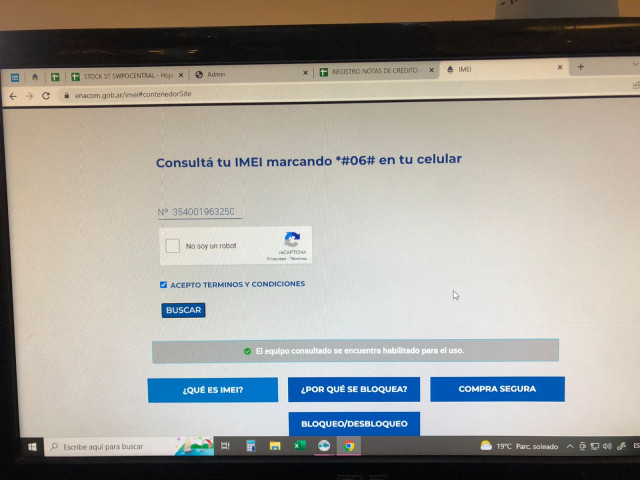 STOCK ST SWPOCENTRAL - Hoja
Admin
REGISTRO NOTAS DE CRÉDITO -
IMEI
enacom.gob.ar/imei#contenedorSite
Consultá tu IMEI marcando *#06# en tu celular
Nº 354001963250
No soy un robot
reCAPTCHA
Privacidad - Términos
ACEPTO TERMINOS Y CONDICIONES
BUSCAR
El equipo consultado se encuentra habilitado para el uso.
¿QUÉ ES IMEI?
¿POR QUÉ SE BLOQUEA?
COMPRA SEGURA
BLOQUEO/DESBLOQUEO
Escribe aquí para buscar
19°C Parc. soleado
ES